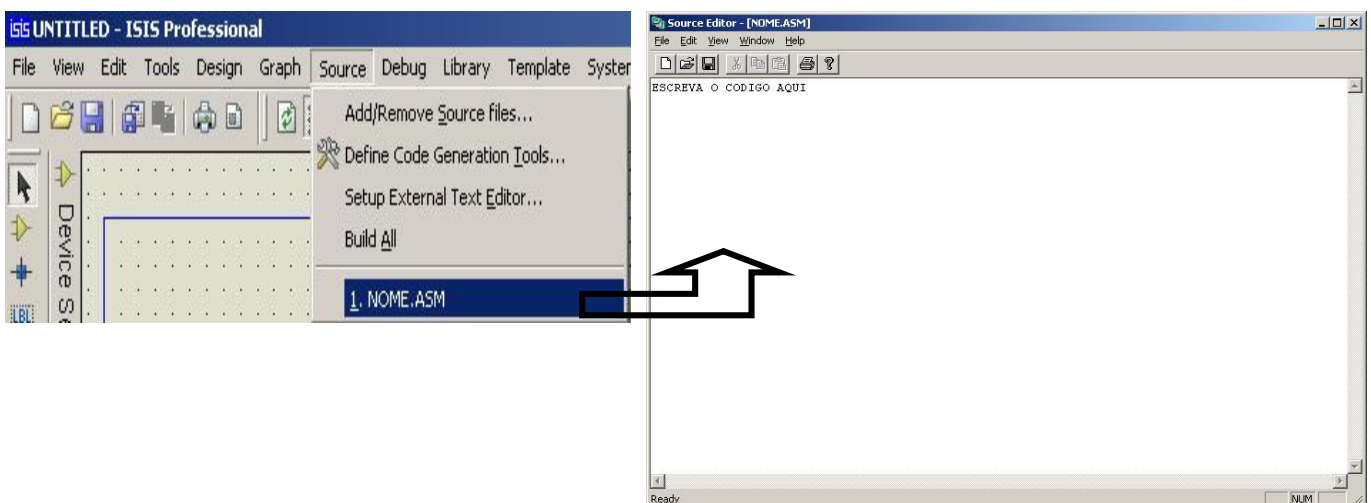 isis UNTITLED - ISIS Professional
File View Edit Tools Design Graph Source Debug Library Template
Add/Remove Source files...
Define Code Generation Tools...
Setup External Text Editor...
Build All
1. NOME.ASM
Device
LBL
Source Editor - [NOME.ASM]
File Edit View Window Help
ESCREVA O CODIGO AQUI
Ready
NUM